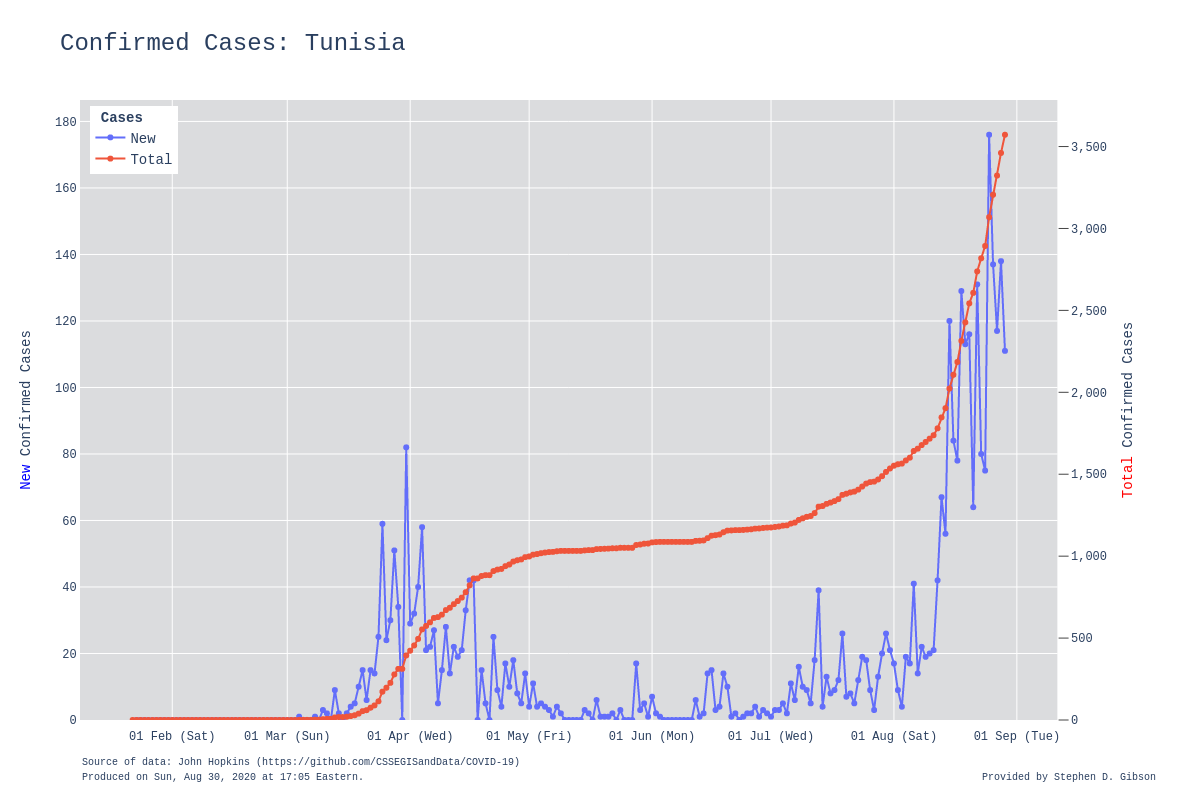 Confirmed Cases: Tunisia
Cases
New
Total
180
160
140
120
100
80
60
40
20
0
3,500
3,000
2,500
2,000
1,500
1,000
500
0
New Confirmed Cases
Total Confirmed Cases
01 Feb (Sat) 01 Mar (Sun) 01 Apr (Wed) 01 May (Fri) 01 Jun (Mon) 01 Jul (Wed) 01 Aug (Sat) 01 Sep (Tue)
Source of data: John Hopkins (https://github.com/CSSEGISandData/COVID-19)
Produced on Sun, Aug 30, 2020 at 17:05 Eastern.
Provided by Stephen D. Gibson